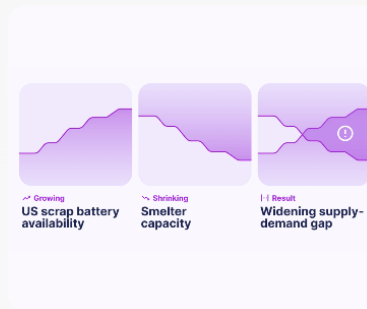 Growing
US scrap battery
availability
Shrinking
Smelter
capacity
Result
Widening supply-
demand gap